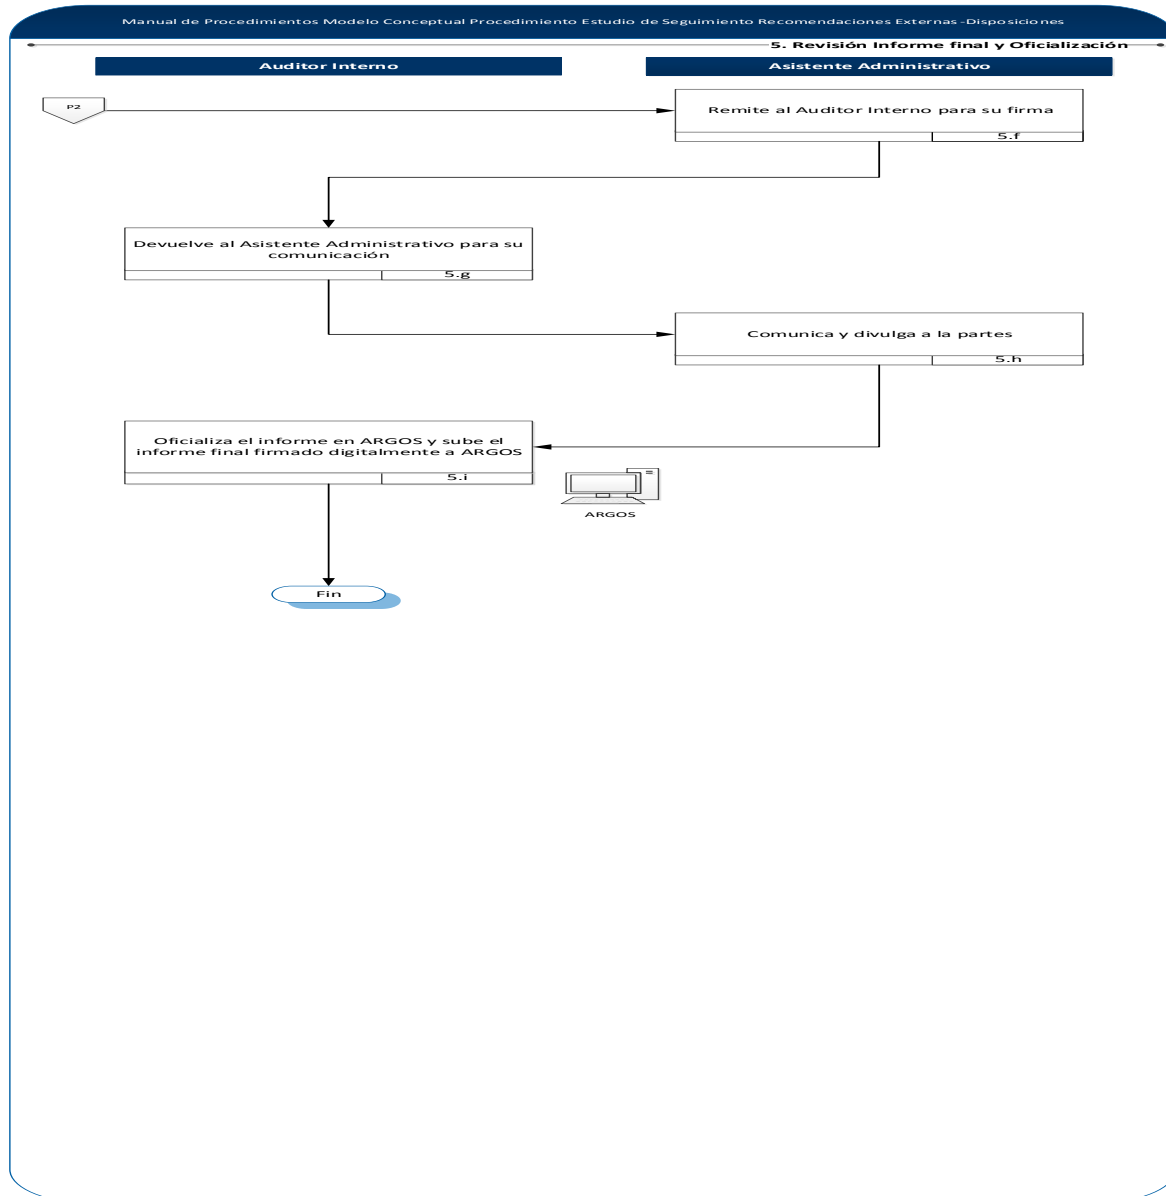 Manual de Procedimientos Modelo Conceptual Procedimiento Estudio de Seguimiento Recomendaciones Externas -Disposiciones
5. Revisión Informe final y Oficialización
Auditor Interno
Asistente Administrativo
P2
Remite al Auditor Interno para su firma
5.f
Devuelve al Asistente Administrativo para su
comunicación
5.g
Comunica y divulga a la partes
5.h
Oficializa el informe en ARGOS y sube el
informe final firmado digitalmente a ARGOS
5.i
ARGOS
Fin